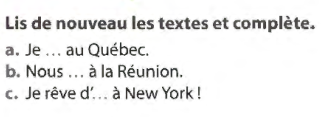 Lis de nouveau les textes et complète.
a. Je ... au Québec.
b. Nous ... à la Réunion.
c. Je rêve d'... à New York !